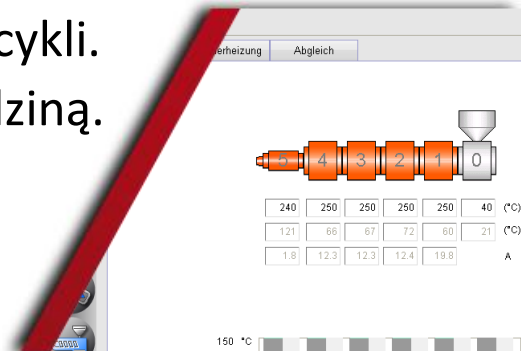 cykli.
dziną.
erheizung Abgleich
5 4 3 2 1 0
240 250 250 250 250 40 (°C)
121 66 67 72 60 21 (°C)
1.8 12.3 12.3 12.4 19.8 A
150 °C